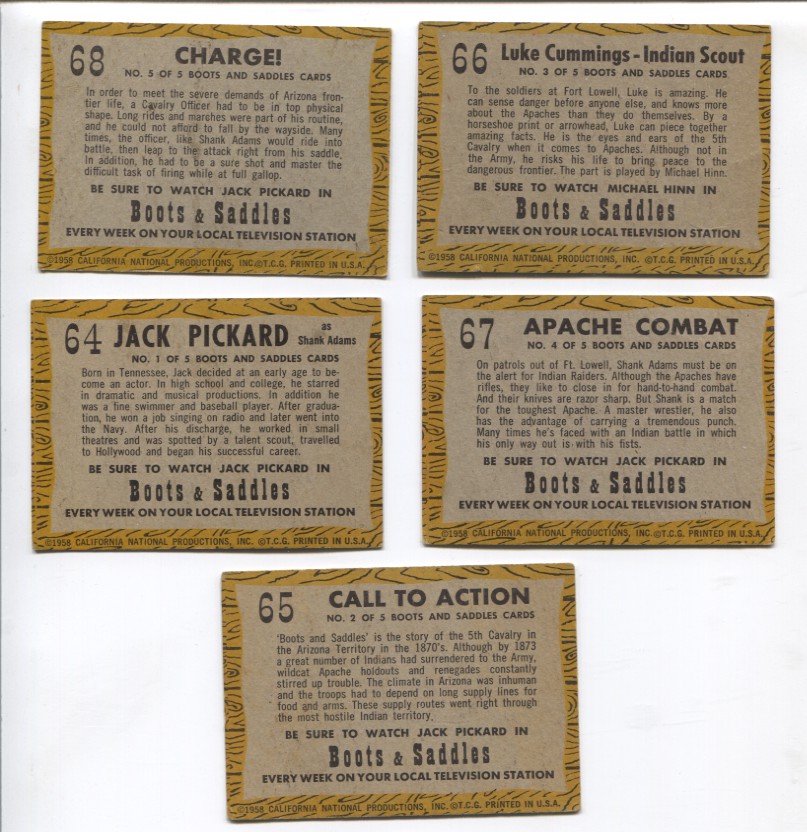 68
CHARGE!
NO. 5 OF 5 BOOTS AND SADDLES CARDS
In order to meet the severe demands of Arizona fron-
tier life, a Cavalry Officer had to be in top physical
shape. Long rides and marches were part of his routine,
and he could not afford to fall by the wayside. Many
times, the officer, like Shank Adams would ride into
battle, then leap to the attack right from his saddle.
In addition, he had to be a sure shot and master the
difficult task of firing while at full gallop.
BE SURE TO WATCH JACK PICKARD IN
Boots & Saddles
EVERY WEEK ON YOUR LOCAL TELEVISION STATION
©1958 CALIFORNIA NATIONAL PRODUCTIONS, INC. ©T.C.G. PRINTED IN U.S.A.
66
Luke Cummings - Indian Scout
NO. 3 OF 5 BOOTS AND SADDLES CARDS
To the soldiers at Fort Lowell, Luke is amazing. He
can sense danger before anyone else, and knows more
about the Apaches than they do themselves. By a
horseshoe print or arrowhead, Luke can piece together
amazing facts. He is the eyes and ears of the 5th
Cavalry when it comes to Apaches. Although not in
the Army, he risks his life to bring peace to the
dangerous frontier. The part is played by Michael Hinn.
BE SURE TO WATCH MICHAEL HINN IN
Boots & Saddles
EVERY WEEK ON YOUR LOCAL TELEVISION STATION
©1958 CALIFORNIA NATIONAL PRODUCTIONS, INC. ©T.C.G. PRINTED IN U.S.A.
64
JACK PICKARD as Shank Adams
NO. 1 OF 5 BOOTS AND SADDLES CARDS
Born in Tennessee, Jack decided at an early age to be-
come an actor. In high school and college, he starred
in dramatic and musical productions. In addition he
was a fine swimmer and baseball player. After gradua-
tion, he won a job singing on radio and later went into
the Navy. After his discharge, he worked in small
theatres and was spotted by a talent scout, travelled
to Hollywood and began his successful career.
BE SURE TO WATCH JACK PICKARD IN
Boots & Saddles
EVERY WEEK ON YOUR LOCAL TELEVISION STATION
©1958 CALIFORNIA NATIONAL PRODUCTIONS, INC. ©T.C.G. PRINTED IN U.S.A.
67
APACHE COMBAT
NO. 4 OF 5 BOOTS AND SADDLES CARDS
On patrols out of Ft. Lowell, Shank Adams must be on
the alert for Indian Raiders. Although the Apaches have
rifles, they like to close in for hand-to-hand combat.
And their knives are razor sharp. But Shank is a match
for the toughest Apache. A master wrestler, he also
has the advantage of carrying a tremendous punch.
Many times he's faced with an Indian battle in which
his only way out is with his fists.
BE SURE TO WATCH JACK PICKARD IN
Boots & Saddles
EVERY WEEK ON YOUR LOCAL TELEVISION STATION
©1958 CALIFORNIA NATIONAL PRODUCTIONS, INC. ©T.C.G. PRINTED IN U.S.A.
65
CALL TO ACTION
NO. 2 OF 5 BOOTS AND SADDLES CARDS
'Boots and Saddles' is the story of the 5th Cavalry in
the Arizona Territory in the 1870's. Although by 1873
a great number of Indians had surrendered to the Army,
wildcat Apache holdouts and renegades constantly
stirred up trouble. The climate in Arizona was inhuman
and the troops had to depend on long supply lines for
food and arms. These supply routes went right through
the most hostile Indian territory.
BE SURE TO WATCH JACK PICKARD IN
Boots & Saddles
EVERY WEEK ON YOUR LOCAL TELEVISION STATION
©1958 CALIFORNIA NATIONAL PRODUCTIONS, INC. ©T.C.G. PRINTED IN U.S.A.